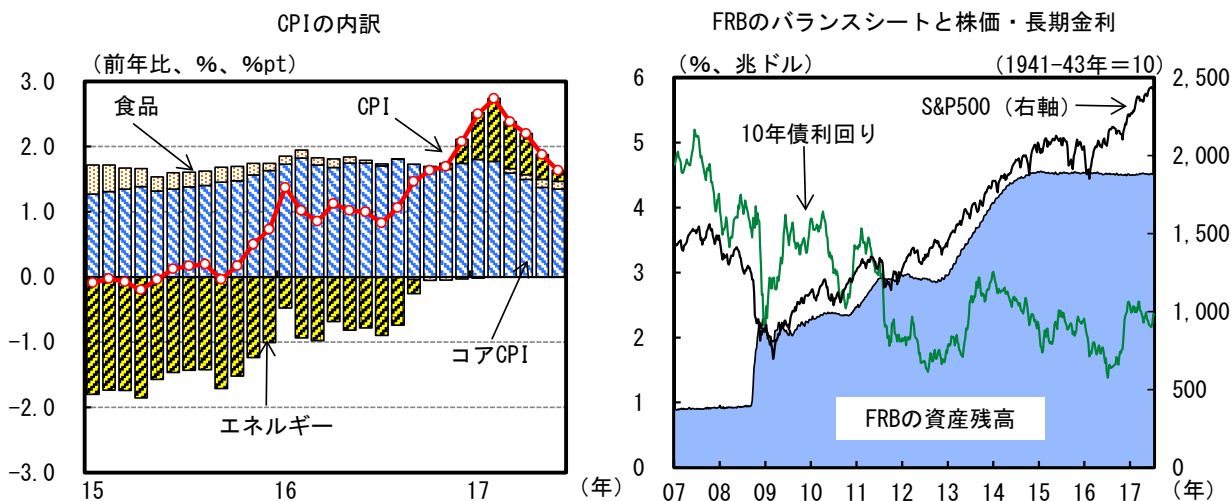 CPIの内訳
（前年比、％、％pt）
3.0
2.0
1.0
0.0
-1.0
-2.0
-3.0
食品
CPI
コアCPI
エネルギー
15
16
17
（年）
FRBのバランスシートと株価・長期金利
（％、兆ドル）
（1941-43年＝10）
6
5
4
3
2
1
0
2,500
2,000
1,500
1,000
500
0
S&P500（右軸）
10年債利回り
FRBの資産残高
07 08 09 10 11 12 13 14 15 16 17
（年）